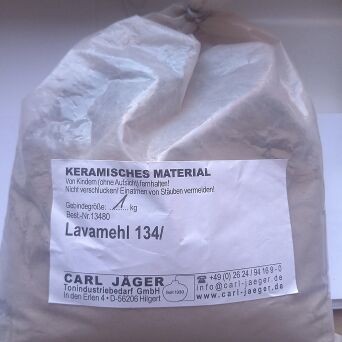 KERAMISCHES MATERIAL
Von Kindern (ohne Aufsicht) fernhalten!
Nicht verschlucken! Einatmen von Stäuben vermeiden!
Gebindegröße: ...1... kg
Best.-Nr.13480
Lavamehl 134/
CARL JÄGER
Tonindustriebedarf GmbH
In den Erlen 4 • D-56206 Hilgert
☏ +49 (0) 26 24 / 94 16 9 - 0
info@carl-jaeger.de
www.carl-jaeger.de